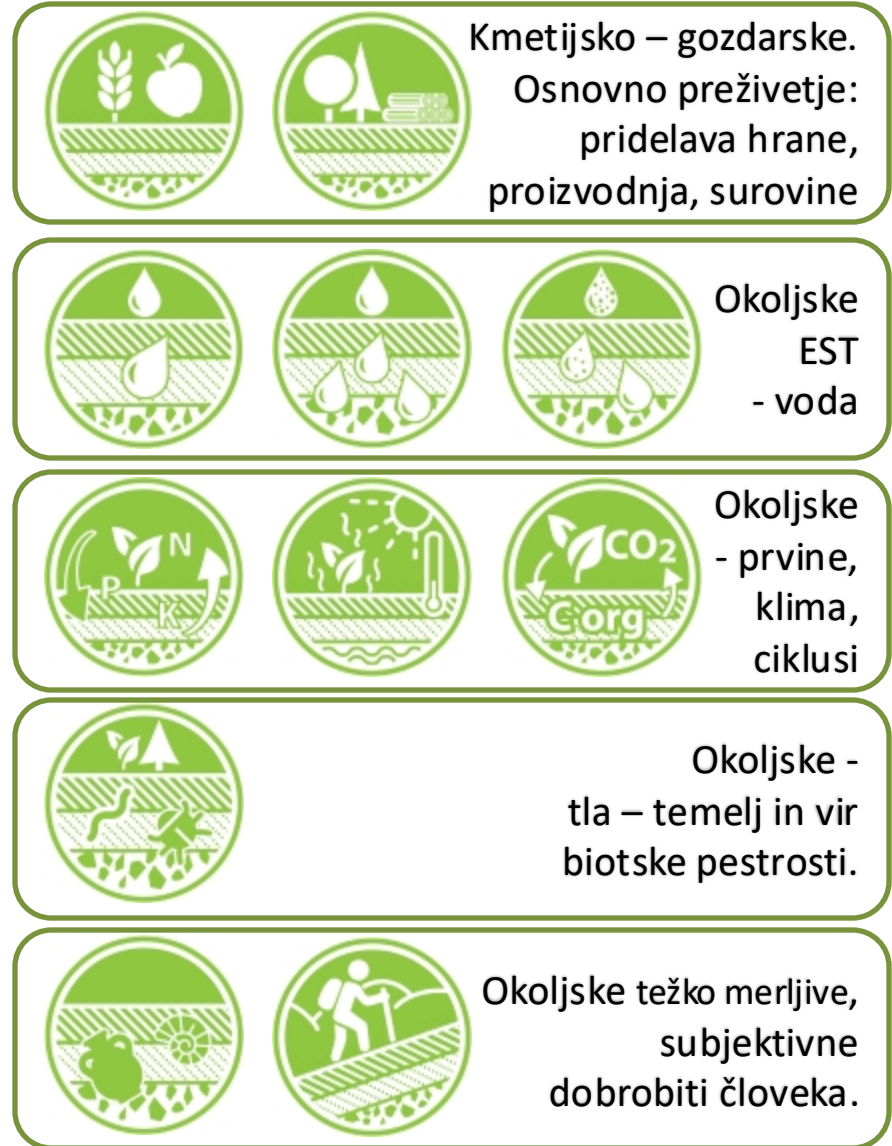 Kmetijsko – gozdarske.
Osnovno preživetje:
pridelava hrane,
proizvodnja, surovine
Okoljske
EST
- voda
N
P
K
CO2
C org
Okoljske
- prvine,
klima,
ciklusi
Okoljske -
tla – temelj in vir
biotske pestrosti.
Okoljske težko merljive,
subjektivne
dobrobiti človeka.